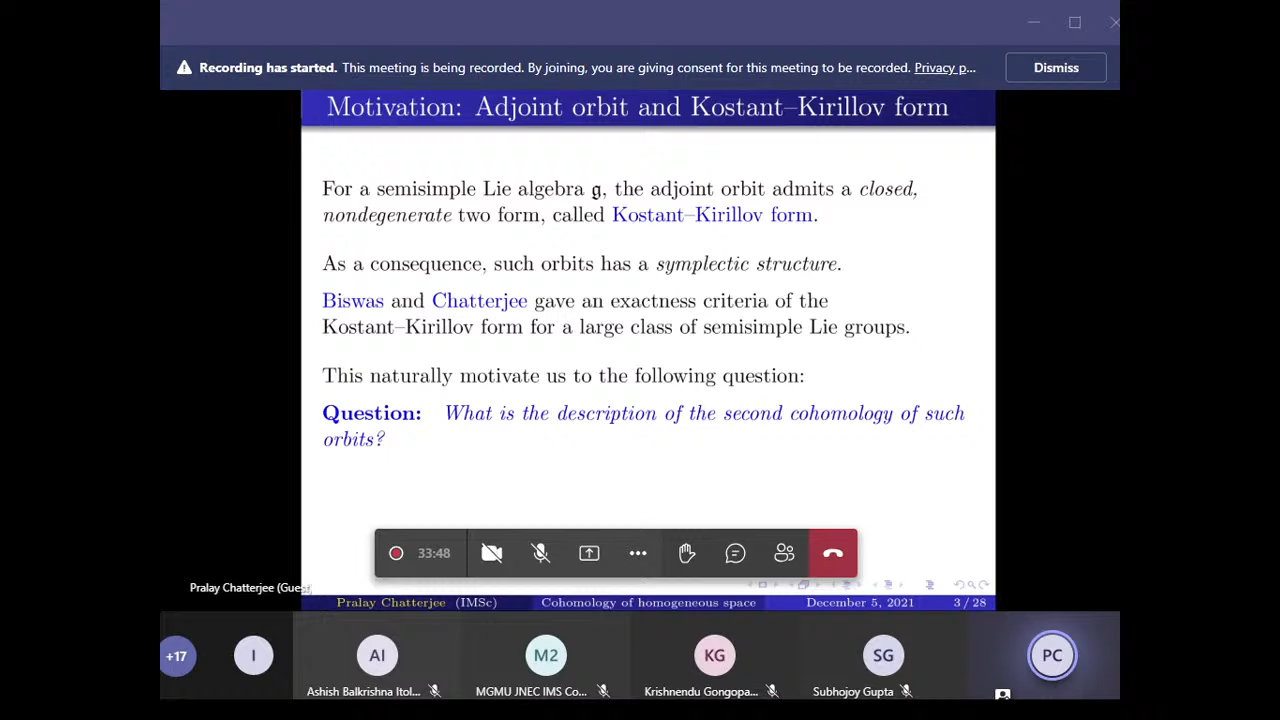 Recording has started. This meeting is being recorded. By joining, you are giving consent for this meeting to be recorded. Privacy p... Dismiss
Motivation: Adjoint orbit and Kostant–Kirillov form
For a semisimple Lie algebra 𝔤, the adjoint orbit admits a closed,
nondegenerate two form, called Kostant–Kirillov form.
As a consequence, such orbits has a symplectic structure.
Biswas and Chatterjee gave an exactness criteria of the
Kostant–Kirillov form for a large class of semisimple Lie groups.
This naturally motivate us to the following question:
Question: What is the description of the second cohomology of such
orbits?
33:48
Pralay Chatterjee (Guest)
Pralay Chatterjee (IMSc) Cohomology of homogeneous space December 5, 2021 3 / 28
+17 I AI M2 KG SG PC
Ashish Balkrishna Itol... MGMU JNEC IMS Co... Krishnendu Gongopa... Subhojoy Gupta